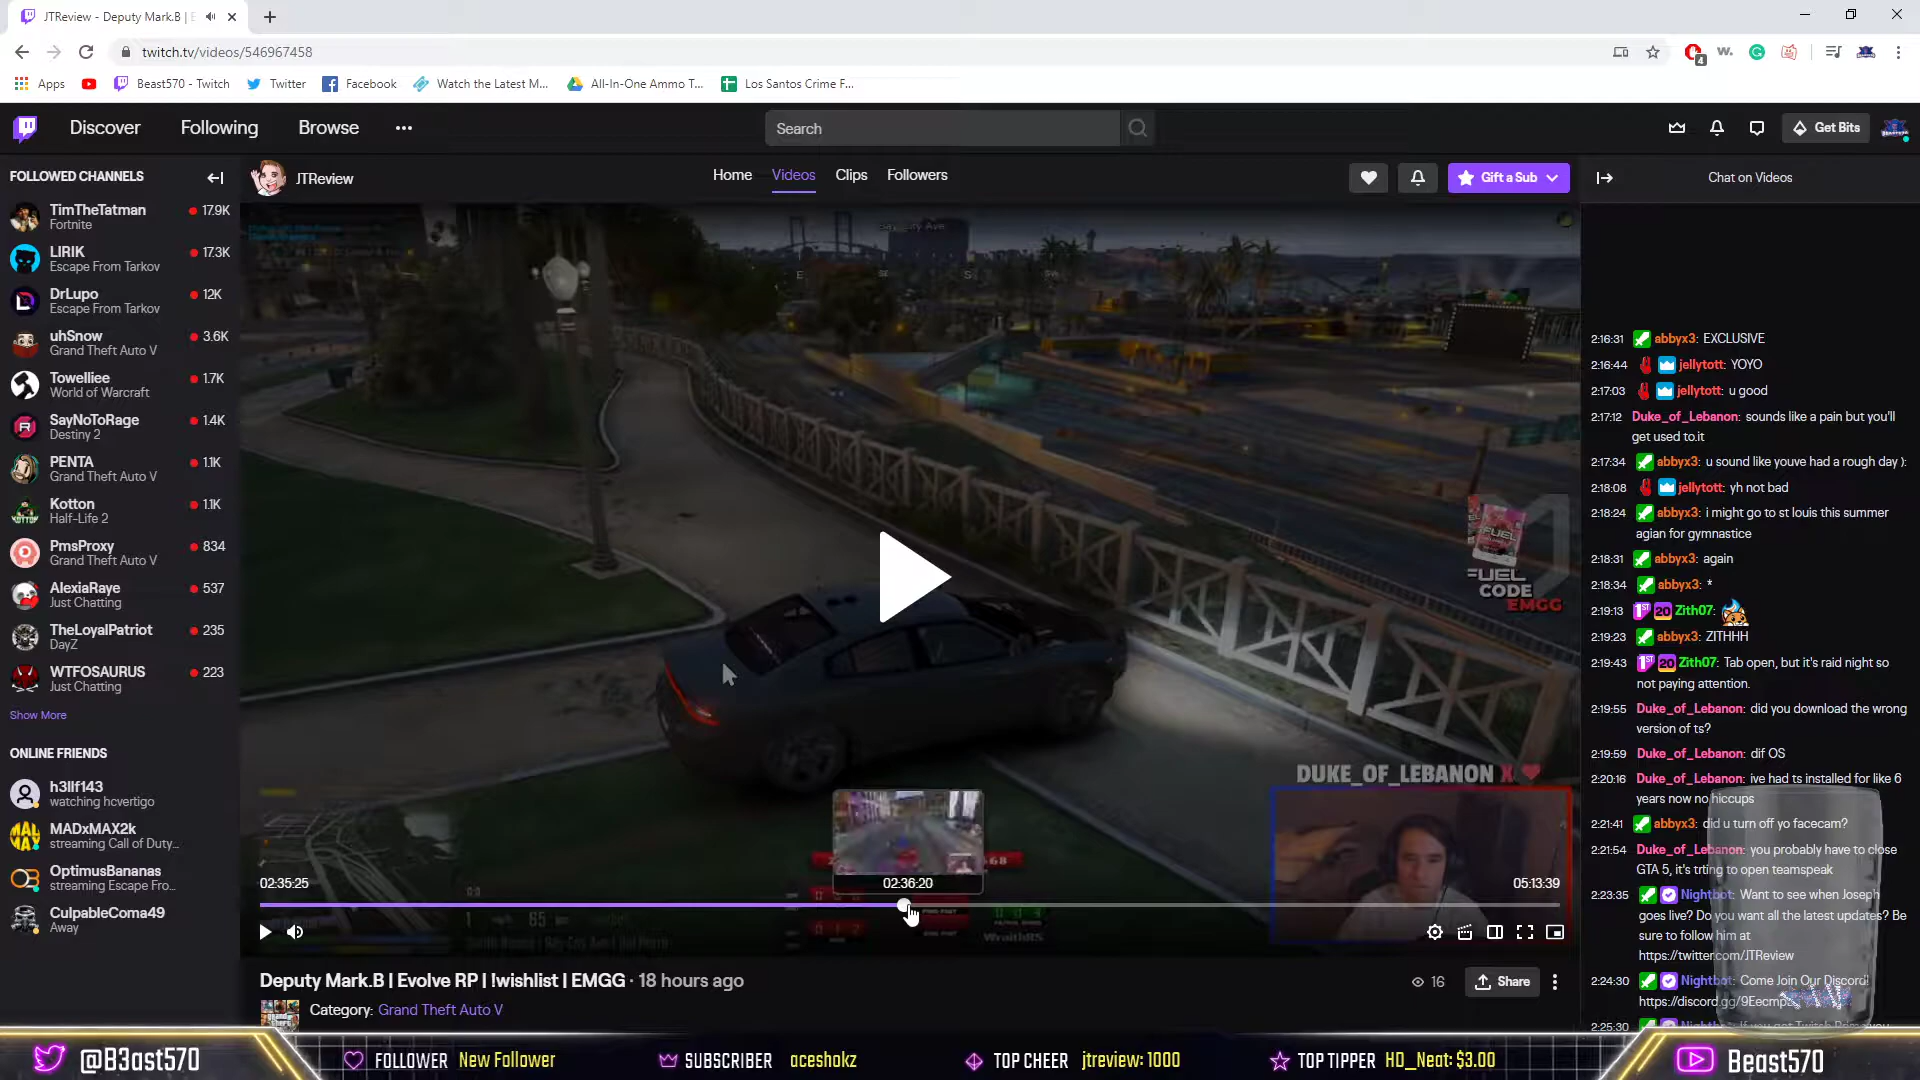 JTReview - Deputy Mark.B | E
twitch.tv/videos/546967458
4
Apps
Beast570 - Twitch
Twitter
Facebook
Watch the Latest M...
All-In-One Ammo T...
Los Santos Crime F...
Discover
Following
Browse
Search
Get Bits
FOLLOWED CHANNELS
TimTheTatman
17.9K
Fortnite
LIRIK
17.3K
Escape From Tarkov
DrLupo
12K
Escape From Tarkov
uhSnow
3.6K
Grand Theft Auto V
Towelliee
1.7K
World of Warcraft
SayNoToRage
1.4K
Destiny 2
PENTA
1.1K
Grand Theft Auto V
Kotton
1.1K
Half-Life 2
PmsProxy
834
Grand Theft Auto V
AlexiaRaye
537
Just Chatting
TheLoyalPatriot
235
DayZ
WTFOSAURUS
223
Just Chatting
Show More
ONLINE FRIENDS
h3llf143
watching hcvertigo
MADxMAX2k
streaming Call of Duty...
OptimusBananas
streaming Escape Fro...
CulpableComa49
Away
JTReview
Home
Videos
Clips
Followers
Gift a Sub
FUEL
CODE
EMGG
DUKE_OF_LEBANON X
02:35:25
02:36:20
05:13:39
65
WraithRS
Deputy Mark.B | Evolve RP | !wishlist | EMGG · 18 hours ago
16
Share
Category: Grand Theft Auto V
Chat on Videos
2:16:31 abbyx3: EXCLUSIVE
2:16:44 jellytott: YOYO
2:17:03 jellytott: u good
2:17:12 Duke_of_Lebanon: sounds like a pain but you'll
get used to.it
2:17:34 abbyx3: u sound like youve had a rough day ):
2:18:08 jellytott: yh not bad
2:18:24 abbyx3: i might go to st louis this summer
agian for gymnastice
2:18:31 abbyx3: again
2:18:34 abbyx3: *
2:19:13 1ST 20 Zith07:
2:19:23 abbyx3: ZITHHH
2:19:43 1ST 20 Zith07: Tab open, but it's raid night so
not paying attention.
2:19:55 Duke_of_Lebanon: did you download the wrong
version of ts?
2:19:59 Duke_of_Lebanon: dif OS
2:20:16 Duke_of_Lebanon: ive had ts installed for like 6
years now no hiccups
2:21:41 abbyx3: did u turn off yo facecam?
2:21:54 Duke_of_Lebanon: you probably have to close
GTA 5, it's trting to open teamspeak
2:23:35 Nightbot: Want to see when Joseph
goes live? Do you want all the latest updates? Be
sure to follow him at
https://twitter.com/JTReview
2:24:30 Nightbot: Come Join Our Discord!
2:25:30
@B3ast570
FOLLOWER New Follower
SUBSCRIBER aceshokz
TOP CHEER jtreview: 1000
TOP TIPPER HD_Neat: $3.00
Beast570